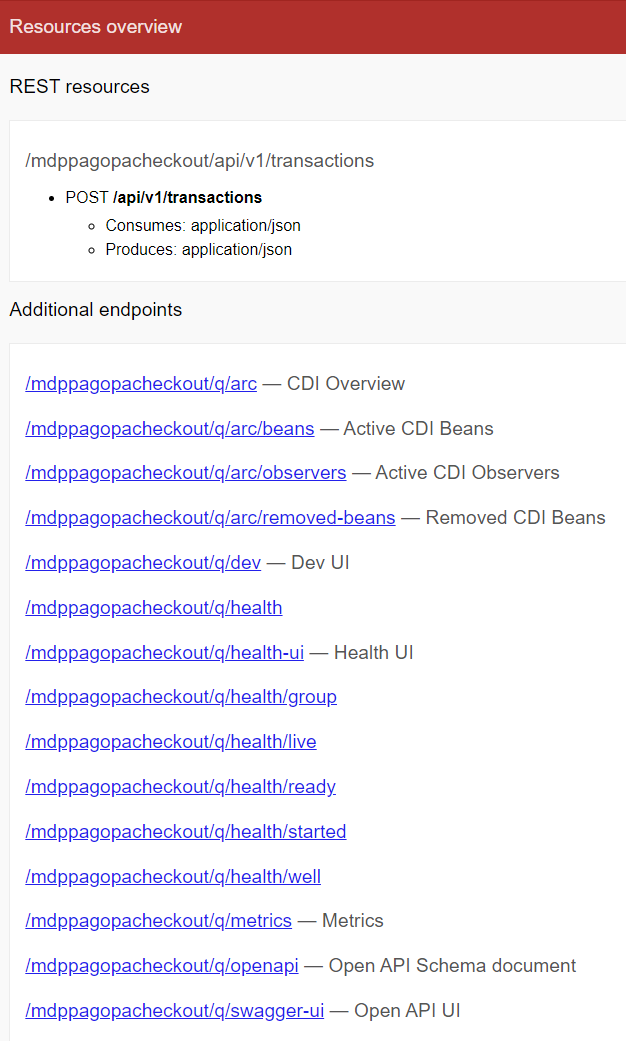 Resources overview
REST resources
/mdppagopacheckout/api/v1/transactions
POST /api/v1/transactions
Consumes: application/json
Produces: application/json
Additional endpoints
/mdppagopacheckout/q/arc — CDI Overview
/mdppagopacheckout/q/arc/beans — Active CDI Beans
/mdppagopacheckout/q/arc/observers — Active CDI Observers
/mdppagopacheckout/q/arc/removed-beans — Removed CDI Beans
/mdppagopacheckout/q/dev — Dev UI
/mdppagopacheckout/q/health
/mdppagopacheckout/q/health-ui — Health UI
/mdppagopacheckout/q/health/group
/mdppagopacheckout/q/health/live
/mdppagopacheckout/q/health/ready
/mdppagopacheckout/q/health/started
/mdppagopacheckout/q/health/well
/mdppagopacheckout/q/metrics — Metrics
/mdppagopacheckout/q/openapi — Open API Schema document
/mdppagopacheckout/q/swagger-ui — Open API UI